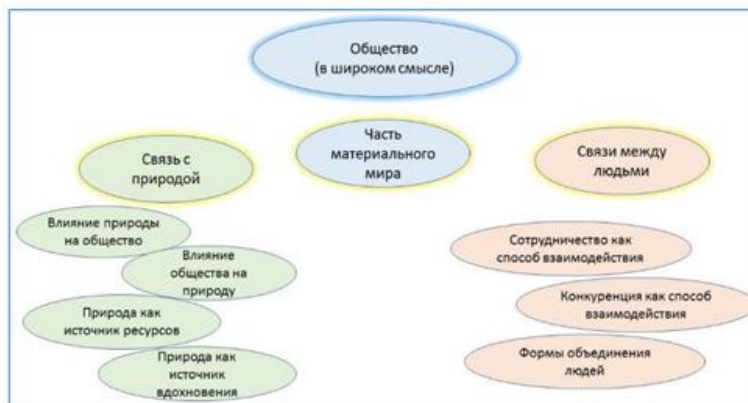 Общество
(в широком смысле)
Часть
материального
мира
Связь с
природой
Связи между
людьми
Влияние природы
на общество
Влияние
общества на
природу
Природа как
источник ресурсов
Природа как
источник
вдохновения
Сотрудничество как
способ взаимодействия
Конкуренция как способ
взаимодействия
Формы объединения
людей